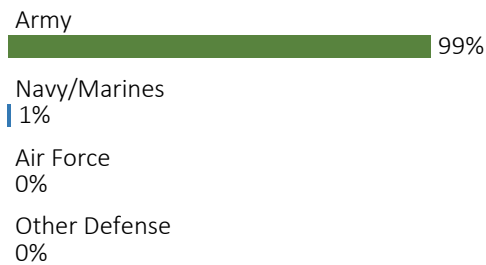 Army
99%
Navy/Marines
1%
Air Force
0%
Other Defense
0%